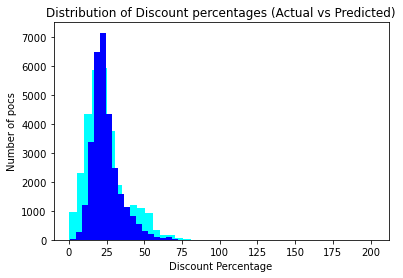 Distribution of Discount percentages (Actual vs Predicted)
7000
6000
5000
4000
3000
2000
1000
0
Number of pocs
0 25 50 75 100 125 150 175 200
Discount Percentage